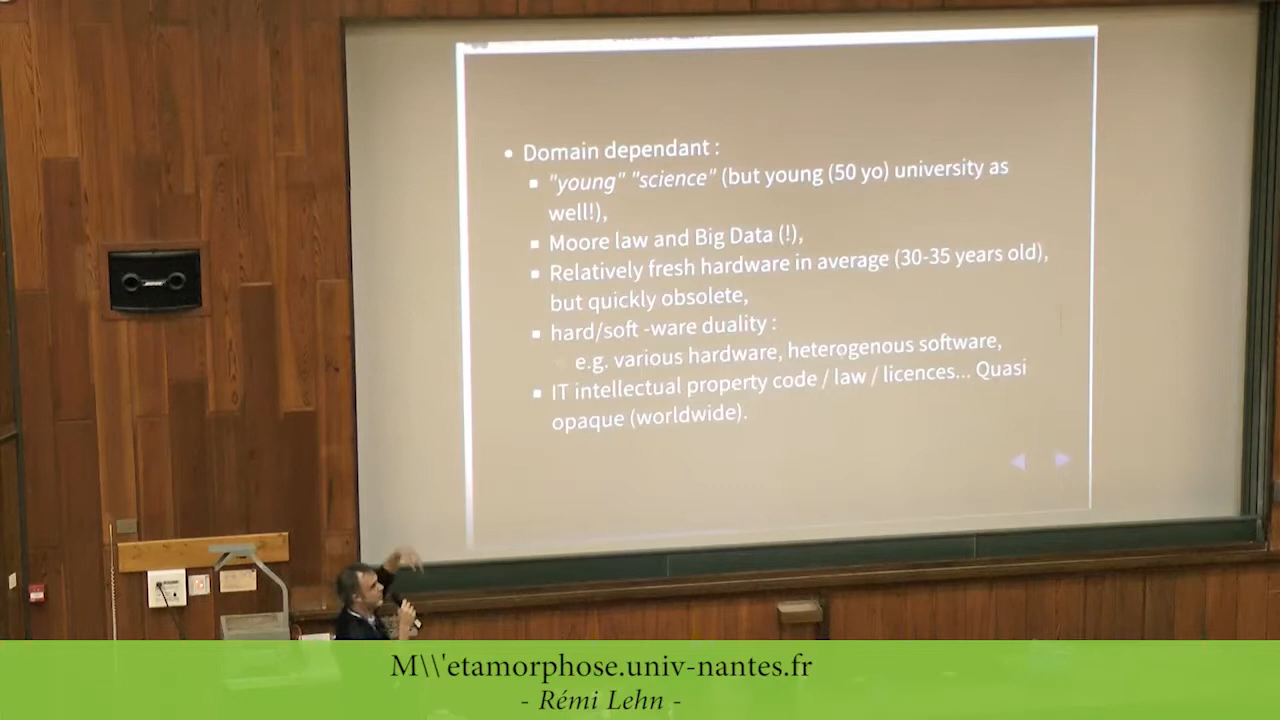 • Domain dependant :
▪ "young" "science" (but young (50 yo) university as
well!),
▪ Moore law and Big Data (!),
▪ Relatively fresh hardware in average (30-35 years old),
but quickly obsolete,
▪ hard/soft -ware duality :
e.g. various hardware, heterogenous software,
▪ IT intellectual property code / law / licences... Quasi
opaque (worldwide).
BOSE
M\\'etamorphose.univ-nantes.fr
- Rémi Lehn -